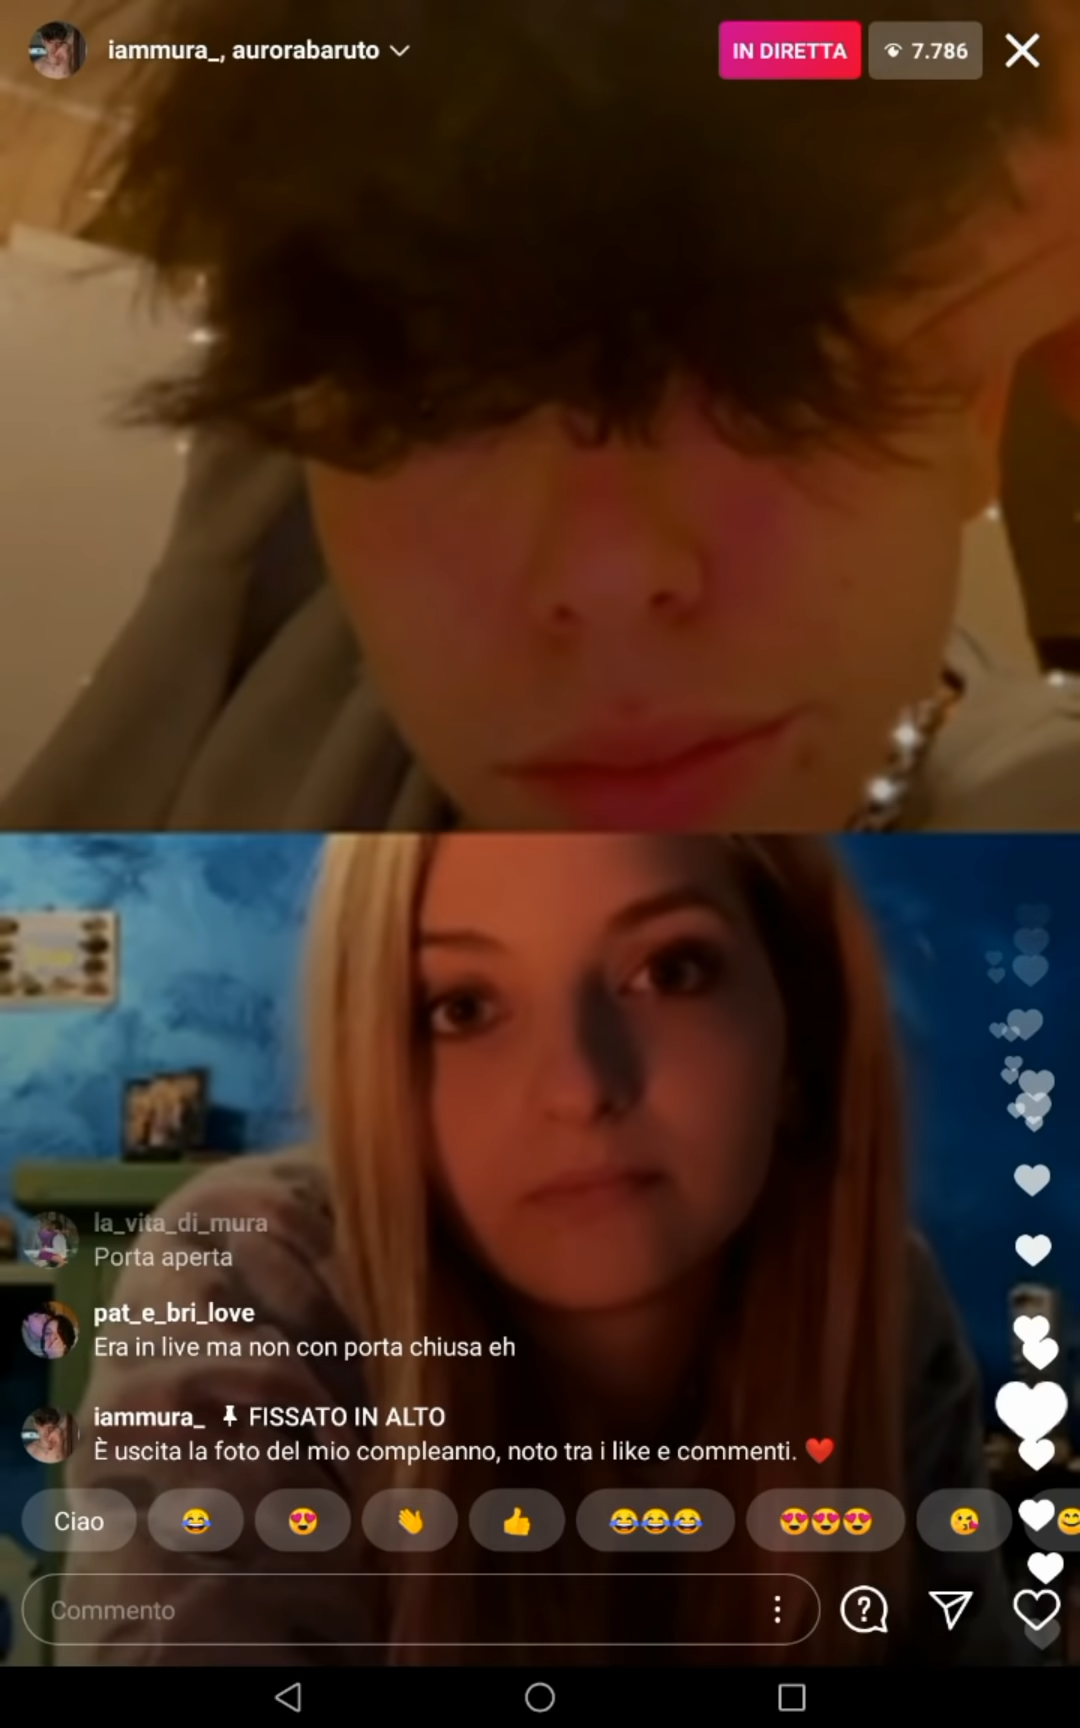 iammura_, aurorabaruto
IN DIRETTA
7.786
la_vita_di_mura
Porta aperta
pat_e_bri_love
Era in live ma non con porta chiusa eh
iammura_ FISSATO IN ALTO
È uscita la foto del mio compleanno, noto tra i like e commenti. ❤️
Ciao 😂 😍 👋 👍 😂😂😂 😍😍😍 😘 😊
Commento